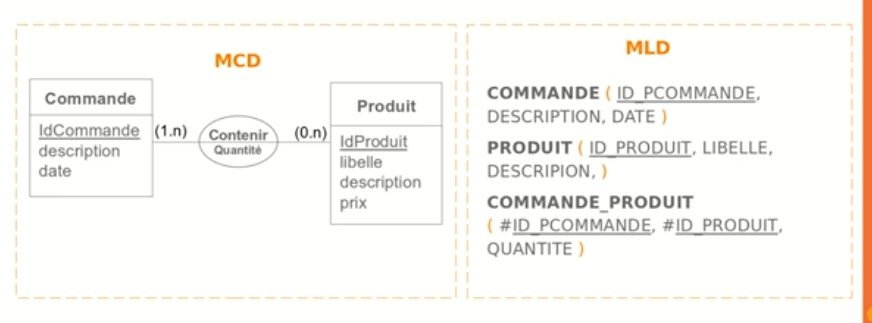 MCD
Commande
IdCommande
description
date
(1.n)
Contenir
Quantité
(0.n)
Produit
IdProduit
libelle
description
prix
MLD
COMMANDE ( ID_PCOMMANDE,
DESCRIPTION, DATE )
PRODUIT ( ID_PRODUIT, LIBELLE,
DESCRIPION, )
COMMANDE_PRODUIT
( #ID_PCOMMANDE, #ID_PRODUIT,
QUANTITE )